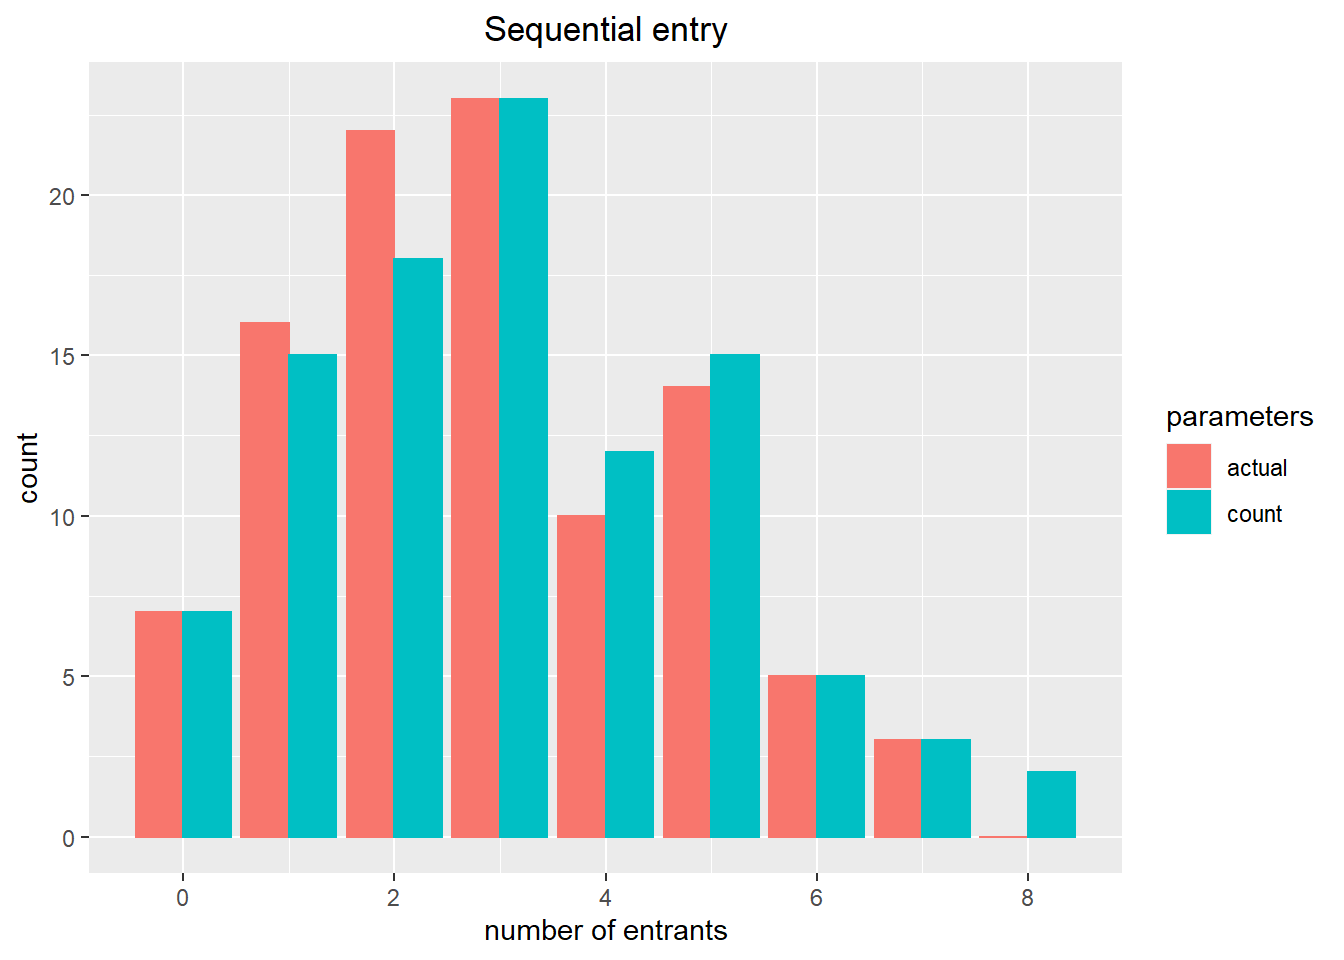 Sequential entry
20
15
10
5
0
count
0 2 4 6 8
number of entrants
parameters
actual
count